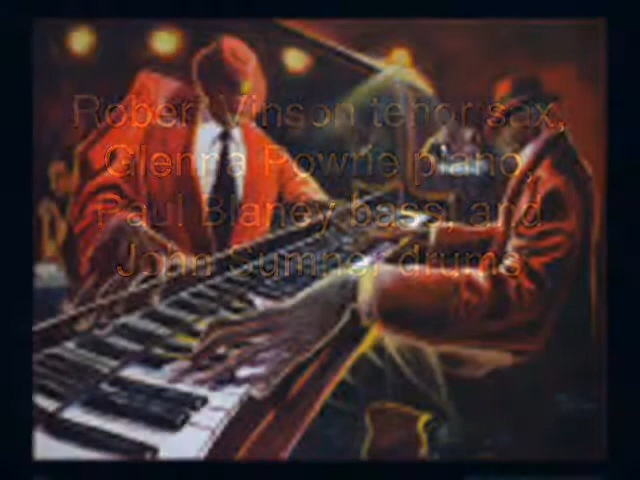 Robert Vinson tenor sax,
Glenna Powrie piano,
Paul Blaney bass, and
John Sumner drums